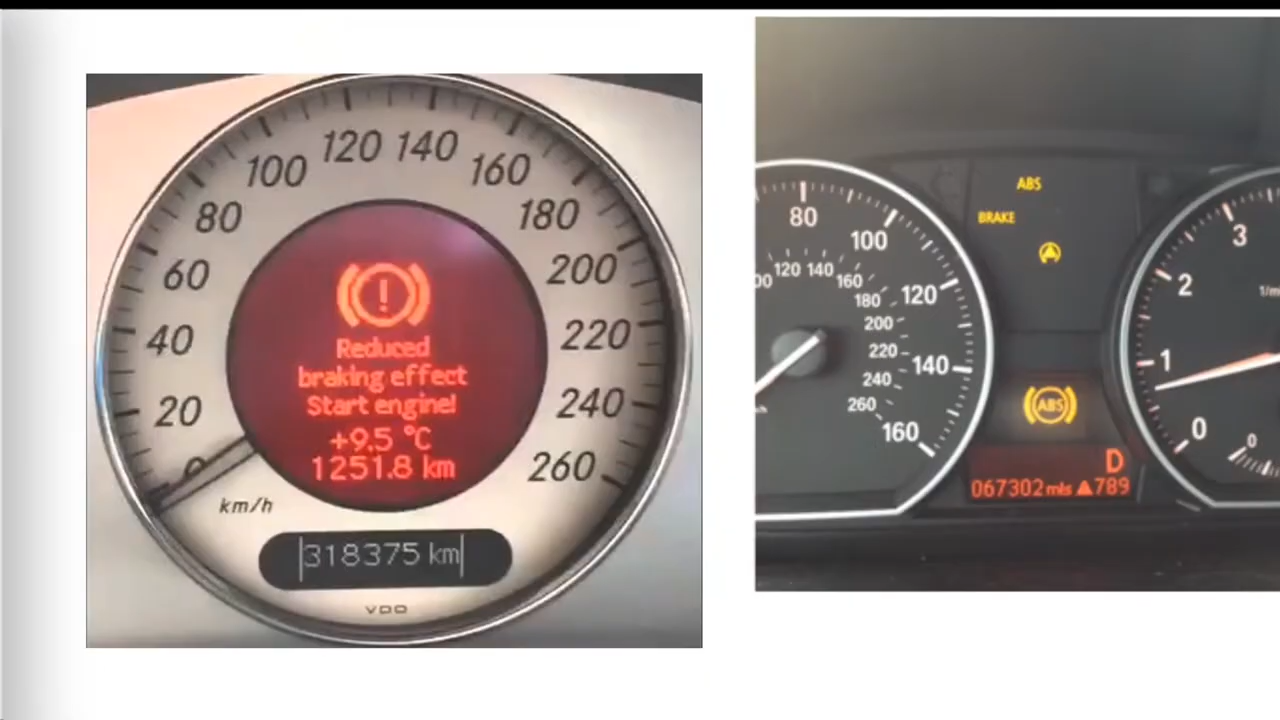 120 140
100 160
80 180
60 200
40 220
20 240
0 260
km/h
!
Reduced
braking effect
Start engine!
+9.5 °C
1251.8 km
318375 km
VDO
80
100
120
140
160
120 140
160
180
200
220
240
260
ABS
BRAKE
ABS
D
067302 mls ▲789
3
2
1
0
0